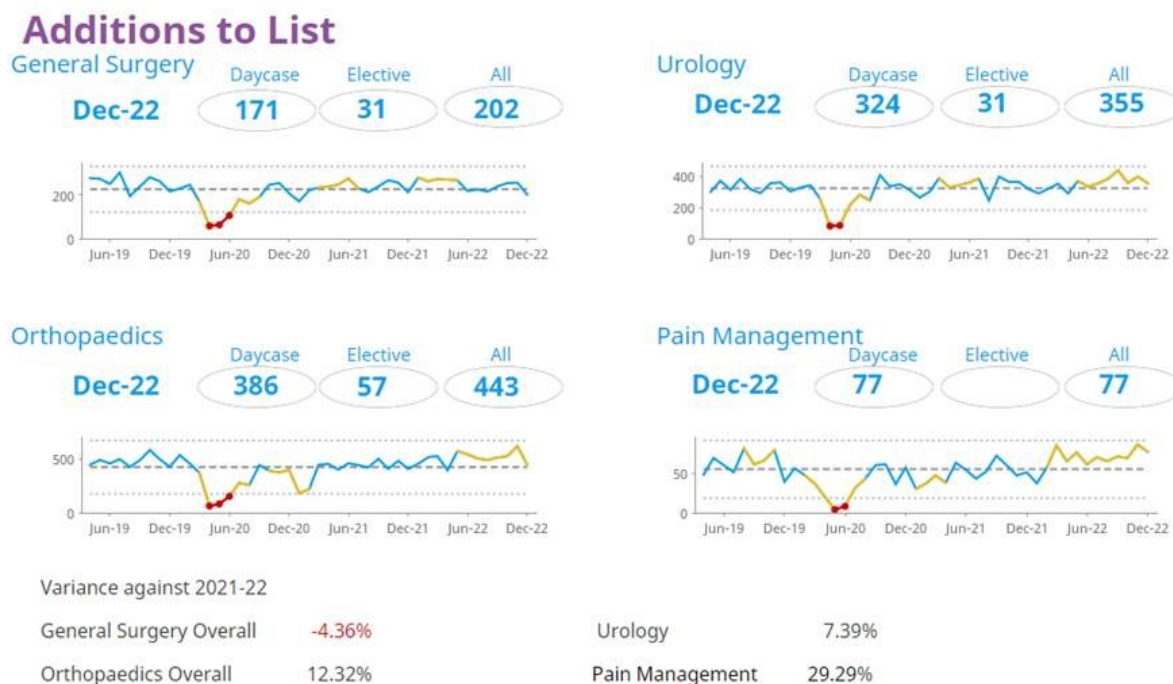 Additions to List
General Surgery
Daycase Elective All
Dec-22 171 31 202
200
0
Jun-19 Dec-19 Jun-20 Dec-20 Jun-21 Dec-21 Jun-22 Dec-22
Urology
Daycase Elective All
Dec-22 324 31 355
400
200
0
Jun-19 Dec-19 Jun-20 Dec-20 Jun-21 Dec-21 Jun-22 Dec-22
Orthopaedics
Daycase Elective All
Dec-22 386 57 443
500
0
Jun-19 Dec-19 Jun-20 Dec-20 Jun-21 Dec-21 Jun-22 Dec-22
Pain Management
Daycase Elective All
Dec-22 77 77
50
0
Jun-19 Dec-19 Jun-20 Dec-20 Jun-21 Dec-21 Jun-22 Dec-22
Variance against 2021-22
General Surgery Overall -4.36%
Urology 7.39%
Orthopaedics Overall 12.32%
Pain Management 29.29%